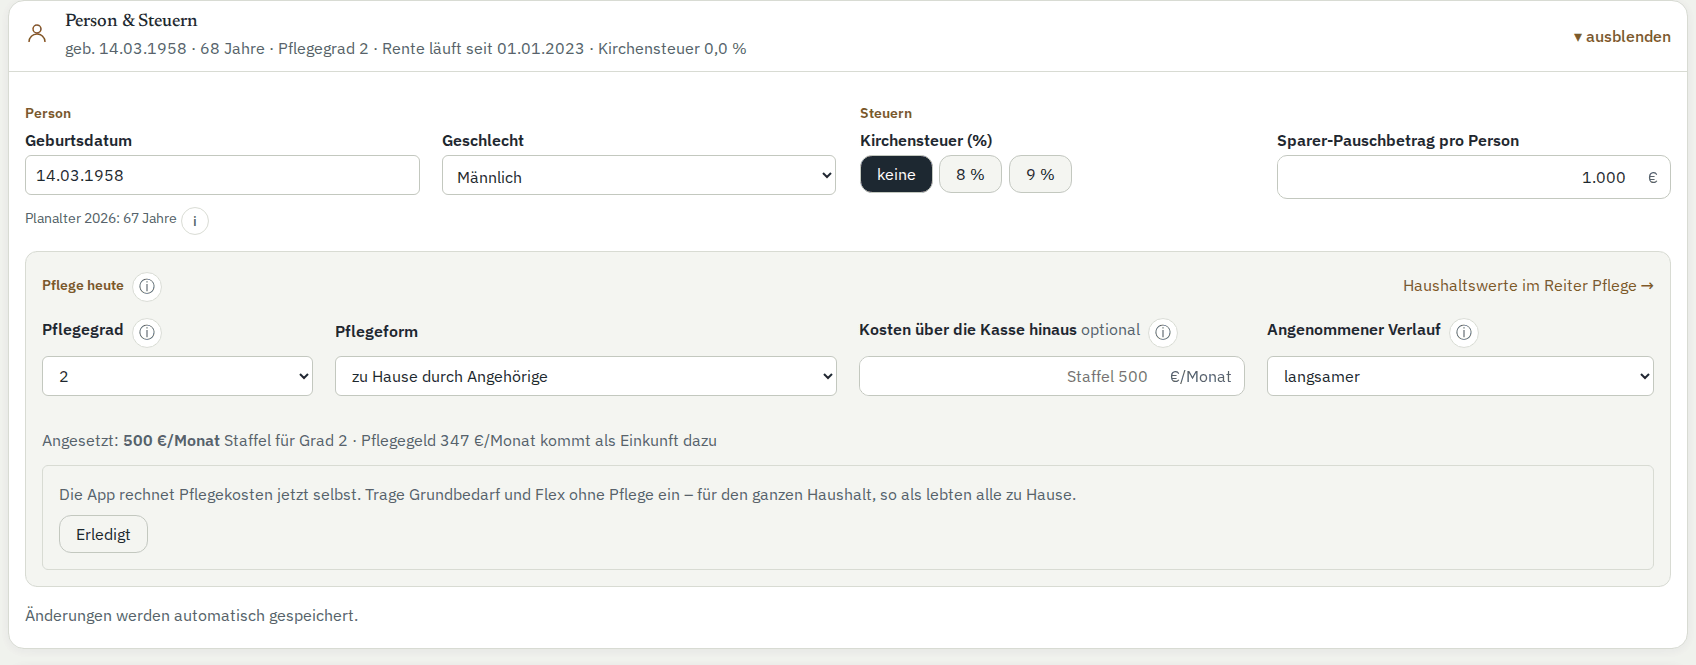 Person & Steuern
geb. 14.03.1958 · 68 Jahre · Pflegegrad 2 · Rente läuft seit 01.01.2023 · Kirchensteuer 0,0 %
▾ ausblenden
Person
Steuern
Geburtsdatum
Geschlecht
Kirchensteuer (%)
Sparer-Pauschbetrag pro Person
14.03.1958
Männlich
keine
8 %
9 %
1.000 €
Planalter 2026: 67 Jahre i
Pflege heute ⓘ
Haushaltswerte im Reiter Pflege →
Pflegegrad ⓘ
Pflegeform
Kosten über die Kasse hinaus optional ⓘ
Angenommener Verlauf ⓘ
2
zu Hause durch Angehörige
Staffel 500 €/Monat
langsamer
Angesetzt: 500 €/Monat Staffel für Grad 2 · Pflegegeld 347 €/Monat kommt als Einkunft dazu
Die App rechnet Pflegekosten jetzt selbst. Trage Grundbedarf und Flex ohne Pflege ein – für den ganzen Haushalt, so als lebten alle zu Hause.
Erledigt
Änderungen werden automatisch gespeichert.